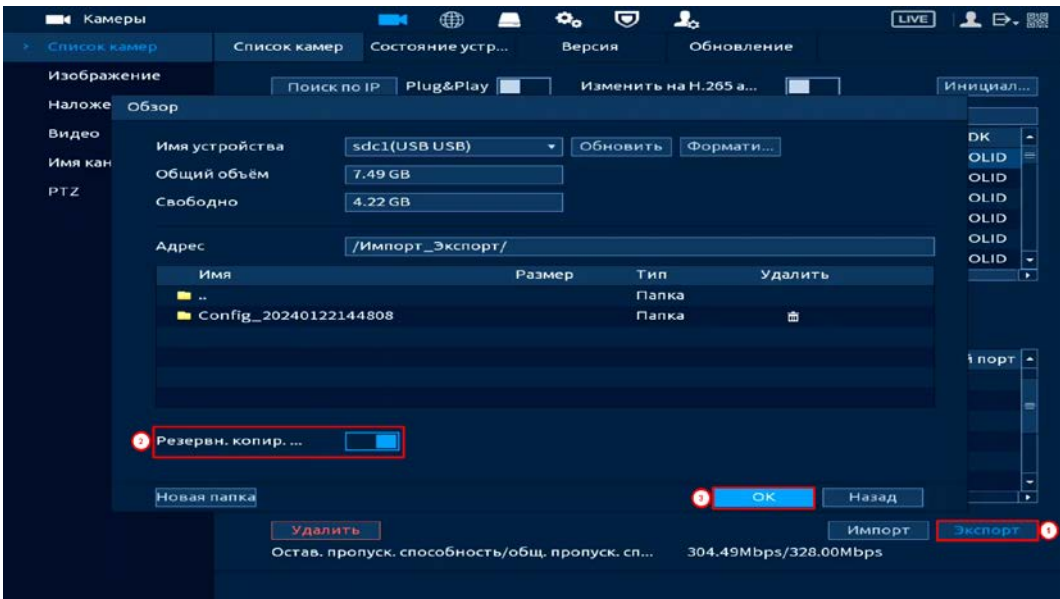 Камеры LIVE
Список камер Список камер Состояние устр... Версия Обновление
Изображение
Поиск по IP Plug&Play Изменить на H.265 а... Инициал...
Наложе Обзор
Видео DK
Имя устройства sdc1(USB USB) Обновить Формати...
Имя кан OLID
Общий объём 7.49 GB OLID
PTZ
Свободно 4.22 GB OLID
OLID
Адрес /Импорт_Экспорт/ OLID
OLID
Имя Размер Тип Удалить
.. Папка
Config_20240122144808 Папка
й порт
2 Резервн. копир. ...
Новая папка 3 OK Назад
Удалить Импорт Экспорт 1
Остав. пропуск. способность/общ. пропуск. сп... 304.49Mbps/328.00Mbps